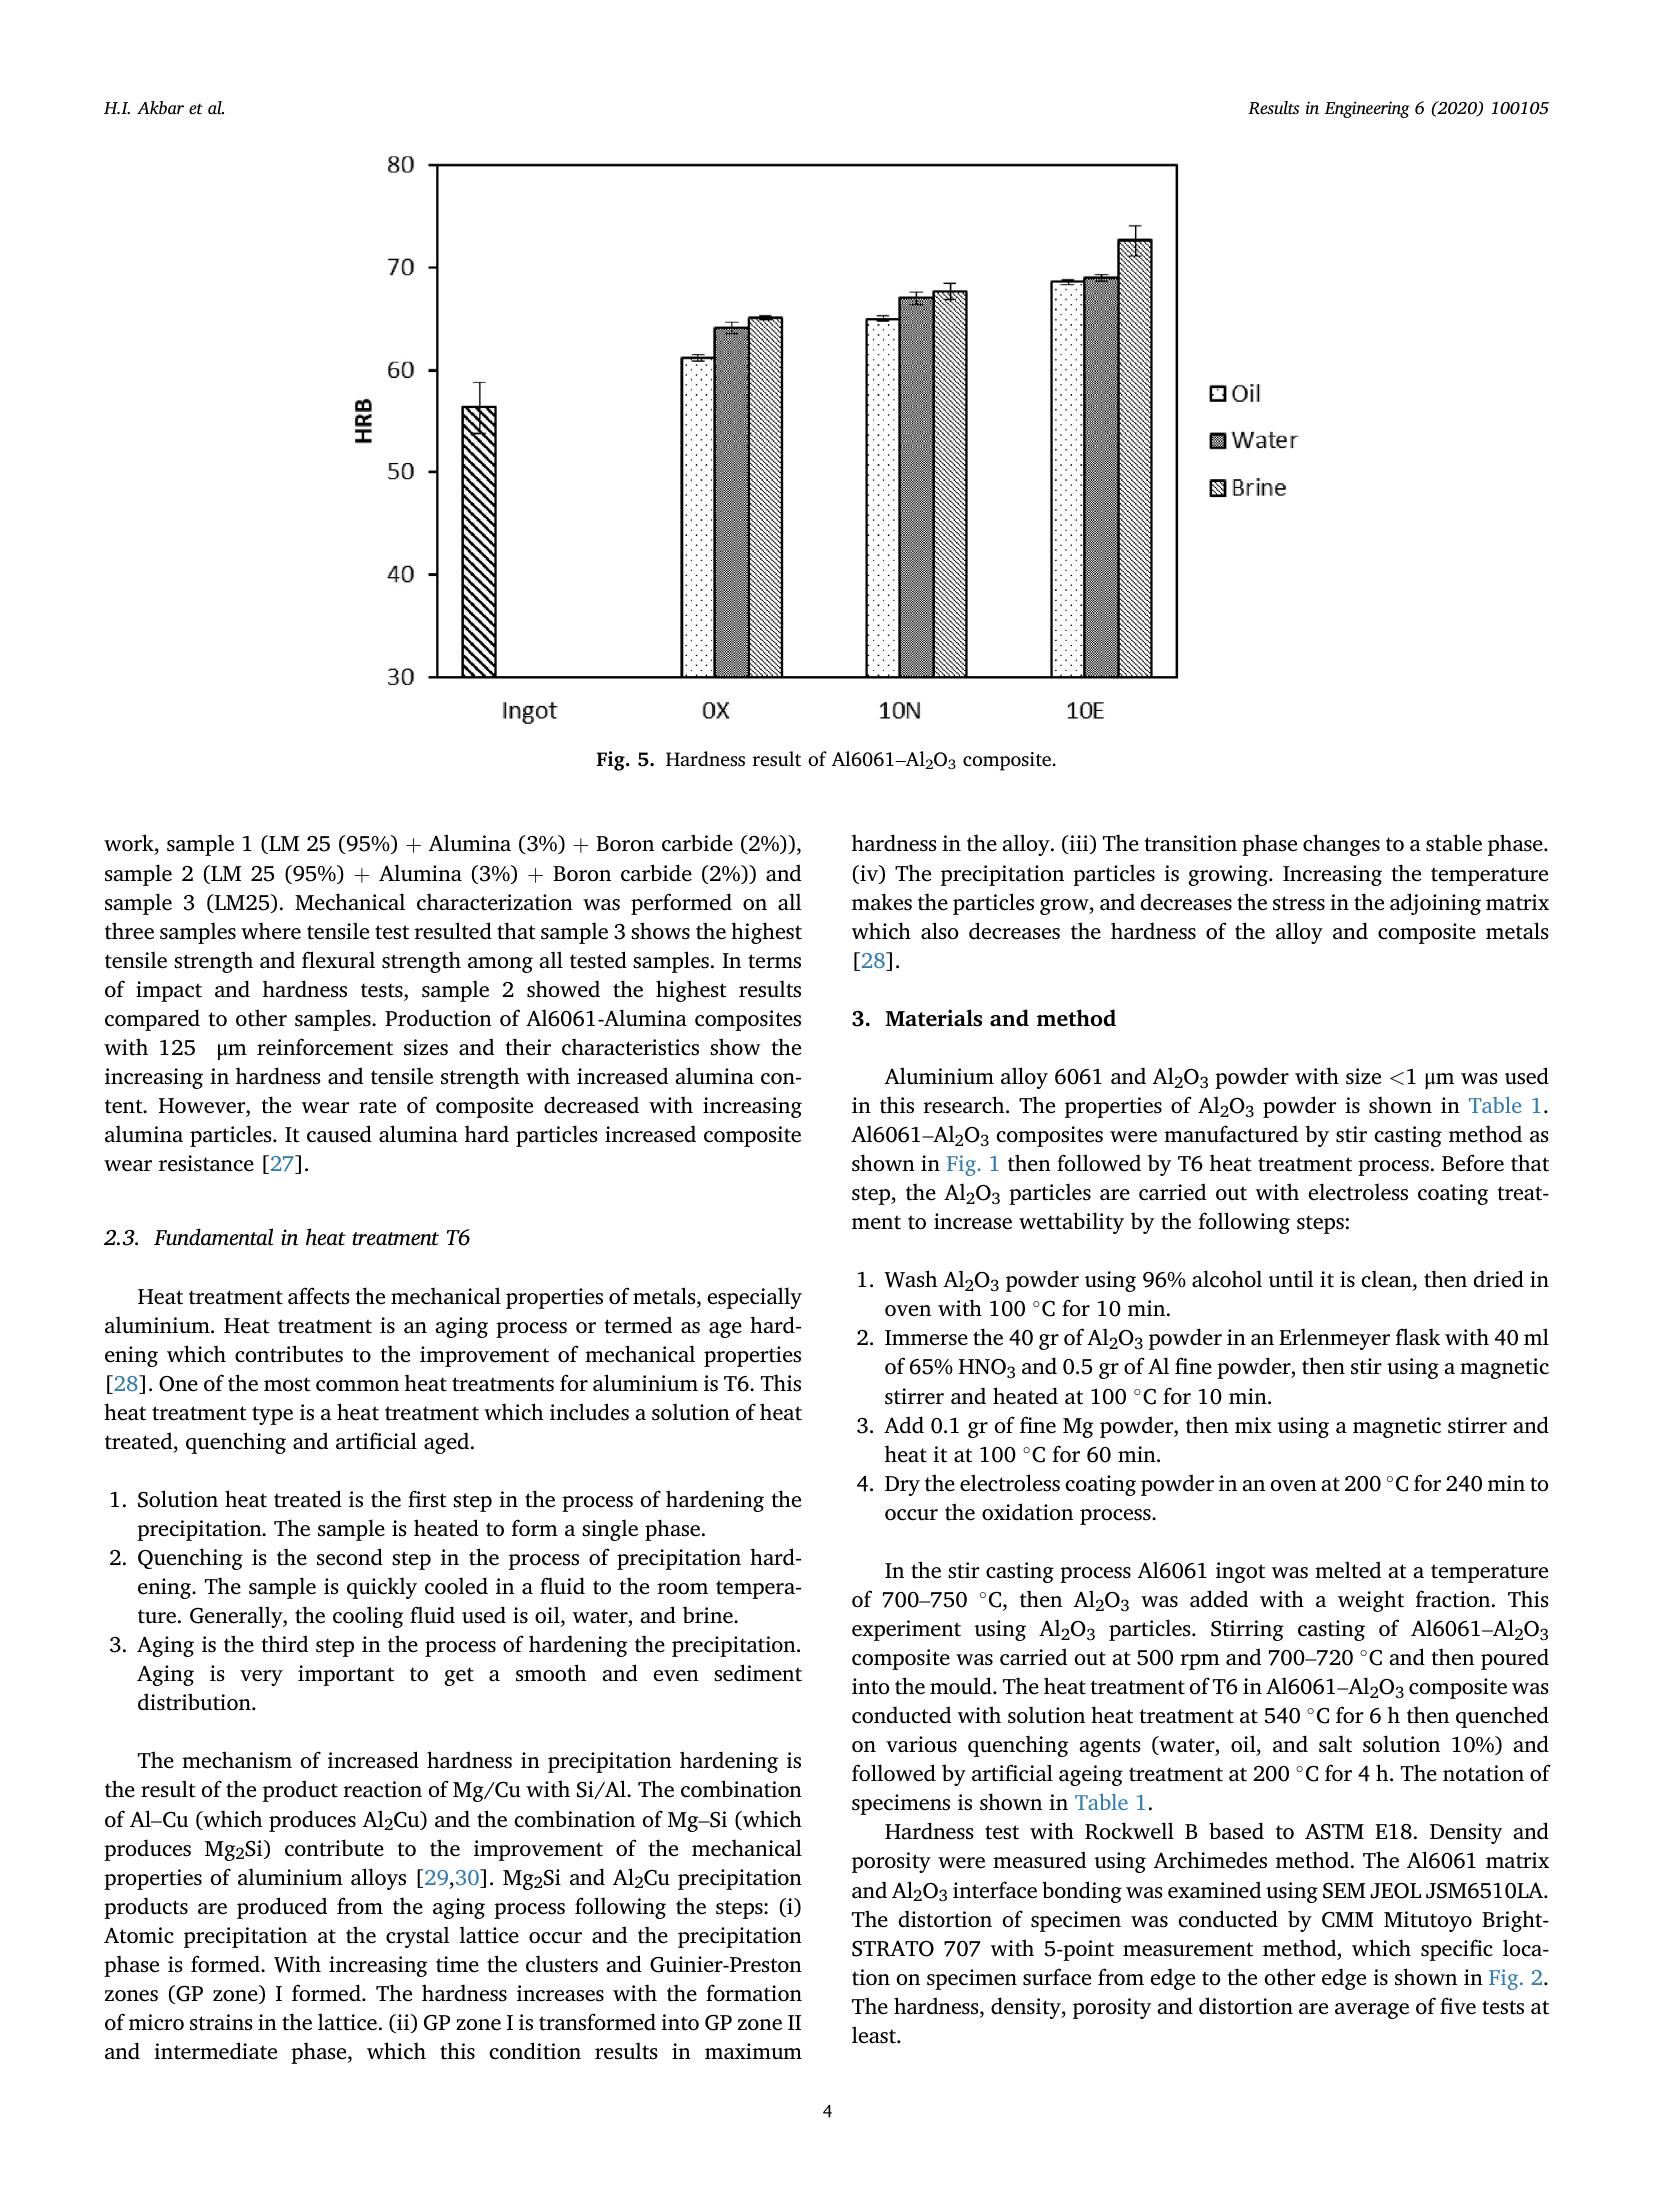 H.I. Akbar et al.
Results in Engineering 6 (2020) 100105
80
70
60
50
40
30
HRB
Ingot
0X
10N
10E
Oil
Water
Brine
Fig. 5. Hardness result of Al6061–Al₂O₃ composite.
work, sample 1 (LM 25 (95%) + Alumina (3%) + Boron carbide (2%)),
sample 2 (LM 25 (95%) + Alumina (3%) + Boron carbide (2%)) and
sample 3 (LM25). Mechanical characterization was performed on all
three samples where tensile test resulted that sample 3 shows the highest
tensile strength and flexural strength among all tested samples. In terms
of impact and hardness tests, sample 2 showed the highest results
compared to other samples. Production of Al6061-Alumina composites
with 125 μm reinforcement sizes and their characteristics show the
increasing in hardness and tensile strength with increased alumina con-
tent. However, the wear rate of composite decreased with increasing
alumina particles. It caused alumina hard particles increased composite
wear resistance [27].
2.3. Fundamental in heat treatment T6
Heat treatment affects the mechanical properties of metals, especially
aluminium. Heat treatment is an aging process or termed as age hard-
ening which contributes to the improvement of mechanical properties
[28]. One of the most common heat treatments for aluminium is T6. This
heat treatment type is a heat treatment which includes a solution of heat
treated, quenching and artificial aged.
1. Solution heat treated is the first step in the process of hardening the
precipitation. The sample is heated to form a single phase.
2. Quenching is the second step in the process of precipitation hard-
ening. The sample is quickly cooled in a fluid to the room tempera-
ture. Generally, the cooling fluid used is oil, water, and brine.
3. Aging is the third step in the process of hardening the precipitation.
Aging is very important to get a smooth and even sediment
distribution.
The mechanism of increased hardness in precipitation hardening is
the result of the product reaction of Mg/Cu with Si/Al. The combination
of Al–Cu (which produces Al₂Cu) and the combination of Mg–Si (which
produces Mg₂Si) contribute to the improvement of the mechanical
properties of aluminium alloys [29,30]. Mg₂Si and Al₂Cu precipitation
products are produced from the aging process following the steps: (i)
Atomic precipitation at the crystal lattice occur and the precipitation
phase is formed. With increasing time the clusters and Guinier-Preston
zones (GP zone) I formed. The hardness increases with the formation
of micro strains in the lattice. (ii) GP zone I is transformed into GP zone II
and intermediate phase, which this condition results in maximum
hardness in the alloy. (iii) The transition phase changes to a stable phase.
(iv) The precipitation particles is growing. Increasing the temperature
makes the particles grow, and decreases the stress in the adjoining matrix
which also decreases the hardness of the alloy and composite metals
[28].
3. Materials and method
Aluminium alloy 6061 and Al₂O₃ powder with size <1 μm was used
in this research. The properties of Al₂O₃ powder is shown in Table 1.
Al6061–Al₂O₃ composites were manufactured by stir casting method as
shown in Fig. 1 then followed by T6 heat treatment process. Before that
step, the Al₂O₃ particles are carried out with electroless coating treat-
ment to increase wettability by the following steps:
1. Wash Al₂O₃ powder using 96% alcohol until it is clean, then dried in
oven with 100 °C for 10 min.
2. Immerse the 40 gr of Al₂O₃ powder in an Erlenmeyer flask with 40 ml
of 65% HNO₃ and 0.5 gr of Al fine powder, then stir using a magnetic
stirrer and heated at 100 °C for 10 min.
3. Add 0.1 gr of fine Mg powder, then mix using a magnetic stirrer and
heat it at 100 °C for 60 min.
4. Dry the electroless coating powder in an oven at 200 °C for 240 min to
occur the oxidation process.
In the stir casting process Al6061 ingot was melted at a temperature
of 700–750 °C, then Al₂O₃ was added with a weight fraction. This
experiment using Al₂O₃ particles. Stirring casting of Al6061–Al₂O₃
composite was carried out at 500 rpm and 700–720 °C and then poured
into the mould. The heat treatment of T6 in Al6061–Al₂O₃ composite was
conducted with solution heat treatment at 540 °C for 6 h then quenched
on various quenching agents (water, oil, and salt solution 10%) and
followed by artificial ageing treatment at 200 °C for 4 h. The notation of
specimens is shown in Table 1.
Hardness test with Rockwell B based to ASTM E18. Density and
porosity were measured using Archimedes method. The Al6061 matrix
and Al₂O₃ interface bonding was examined using SEM JEOL JSM6510LA.
The distortion of specimen was conducted by CMM Mitutoyo Bright-
STRATO 707 with 5-point measurement method, which specific loca-
tion on specimen surface from edge to the other edge is shown in Fig. 2.
The hardness, density, porosity and distortion are average of five tests at
least.
4